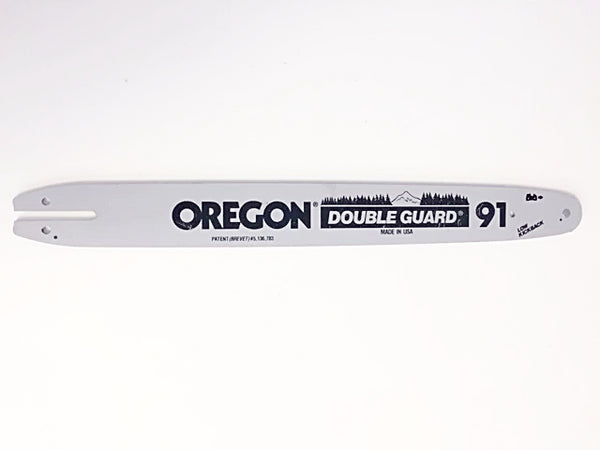 OREGON® DOUBLE GUARD® 91
PATENT (BREVET) #5,136,783
MADE IN USA
LOW
KICKBACK